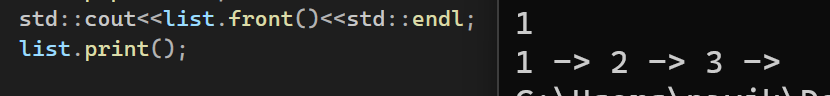 std::cout<<list.front()<<std::endl;
list.print();
1
1 -> 2 -> 3 ->